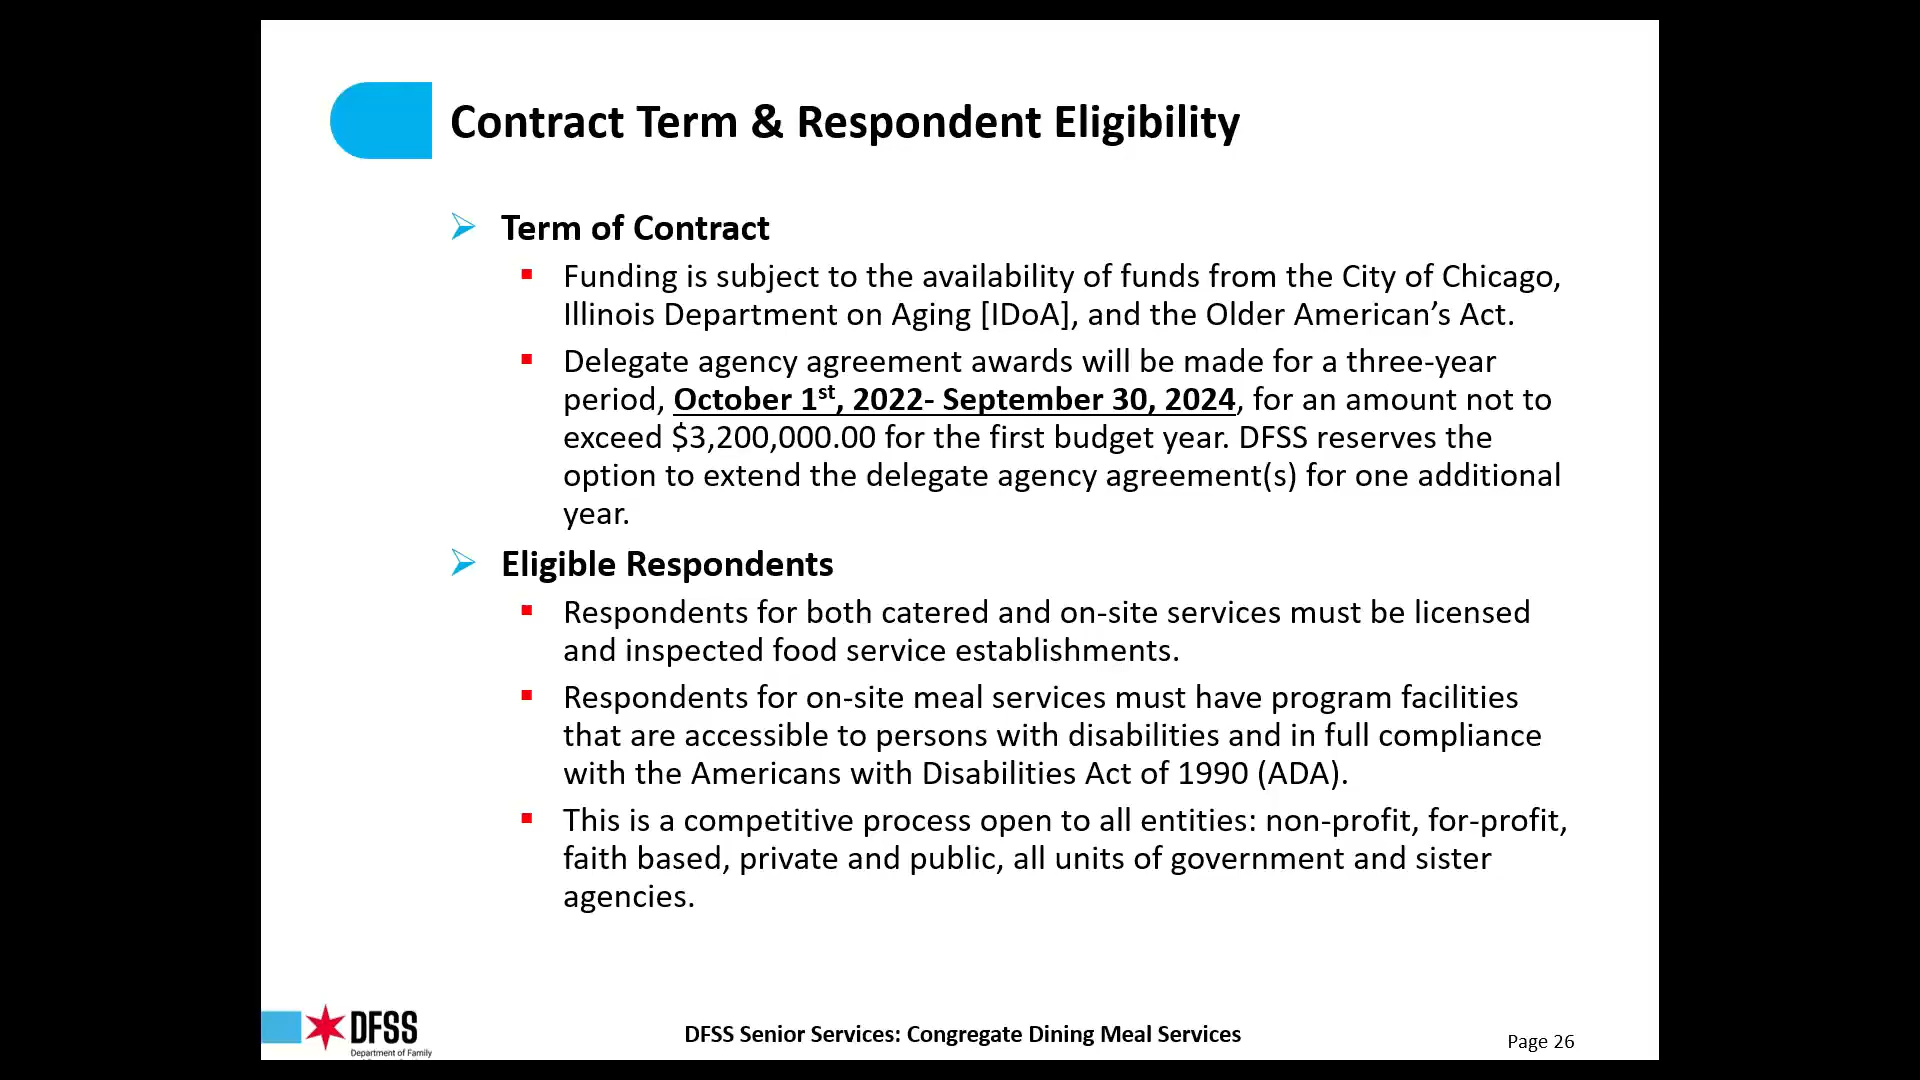 Contract Term & Respondent Eligibility
Term of Contract
Funding is subject to the availability of funds from the City of Chicago,
Illinois Department on Aging [IDoA], and the Older American’s Act.
Delegate agency agreement awards will be made for a three-year
period, October 1st, 2022- September 30, 2024, for an amount not to
exceed $3,200,000.00 for the first budget year. DFSS reserves the
option to extend the delegate agency agreement(s) for one additional
year.
Eligible Respondents
Respondents for both catered and on-site services must be licensed
and inspected food service establishments.
Respondents for on-site meal services must have program facilities
that are accessible to persons with disabilities and in full compliance
with the Americans with Disabilities Act of 1990 (ADA).
This is a competitive process open to all entities: non-profit, for-profit,
faith based, private and public, all units of government and sister
agencies.
DFSS
Department of Family
DFSS Senior Services: Congregate Dining Meal Services
Page 26